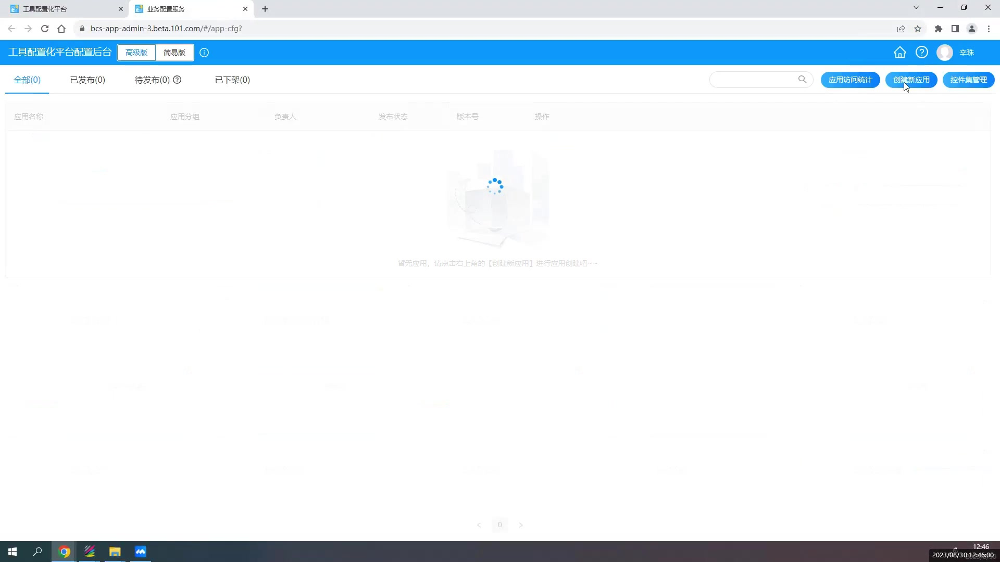 工具配置化平台
业务配置服务
bcs-app-admin-3.beta.101.com/#/app-cfg?
工具配置化平台配置后台 高级版 简易版
辛珠
全部(0) 已发布(0) 待发布(0) 已下架(0)
应用访问统计 创建新应用 控件集管理
应用名称 应用分组 负责人 发布状态 版本号 操作
暂无应用，请点击右上角的【创建新应用】进行应用创建吧~~
< 0 >
12:46
2023/08/30 12:46:00